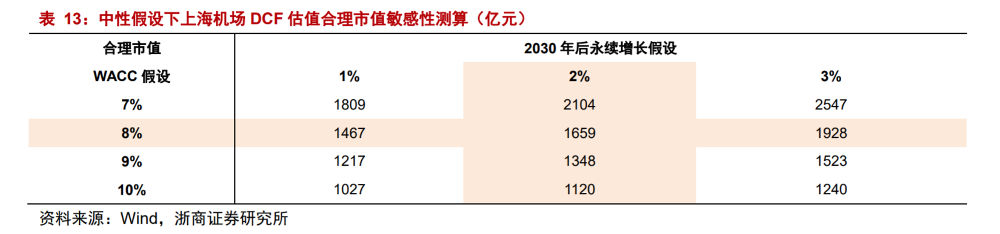 表 13：中性假设下上海机场 DCF 估值合理市值敏感性测算（亿元）
合理市值 2030 年后永续增长假设
WACC 假设 1% 2% 3%
7% 1809 2104 2547
8% 1467 1659 1928
9% 1217 1348 1523
10% 1027 1120 1240
资料来源：Wind，浙商证券研究所